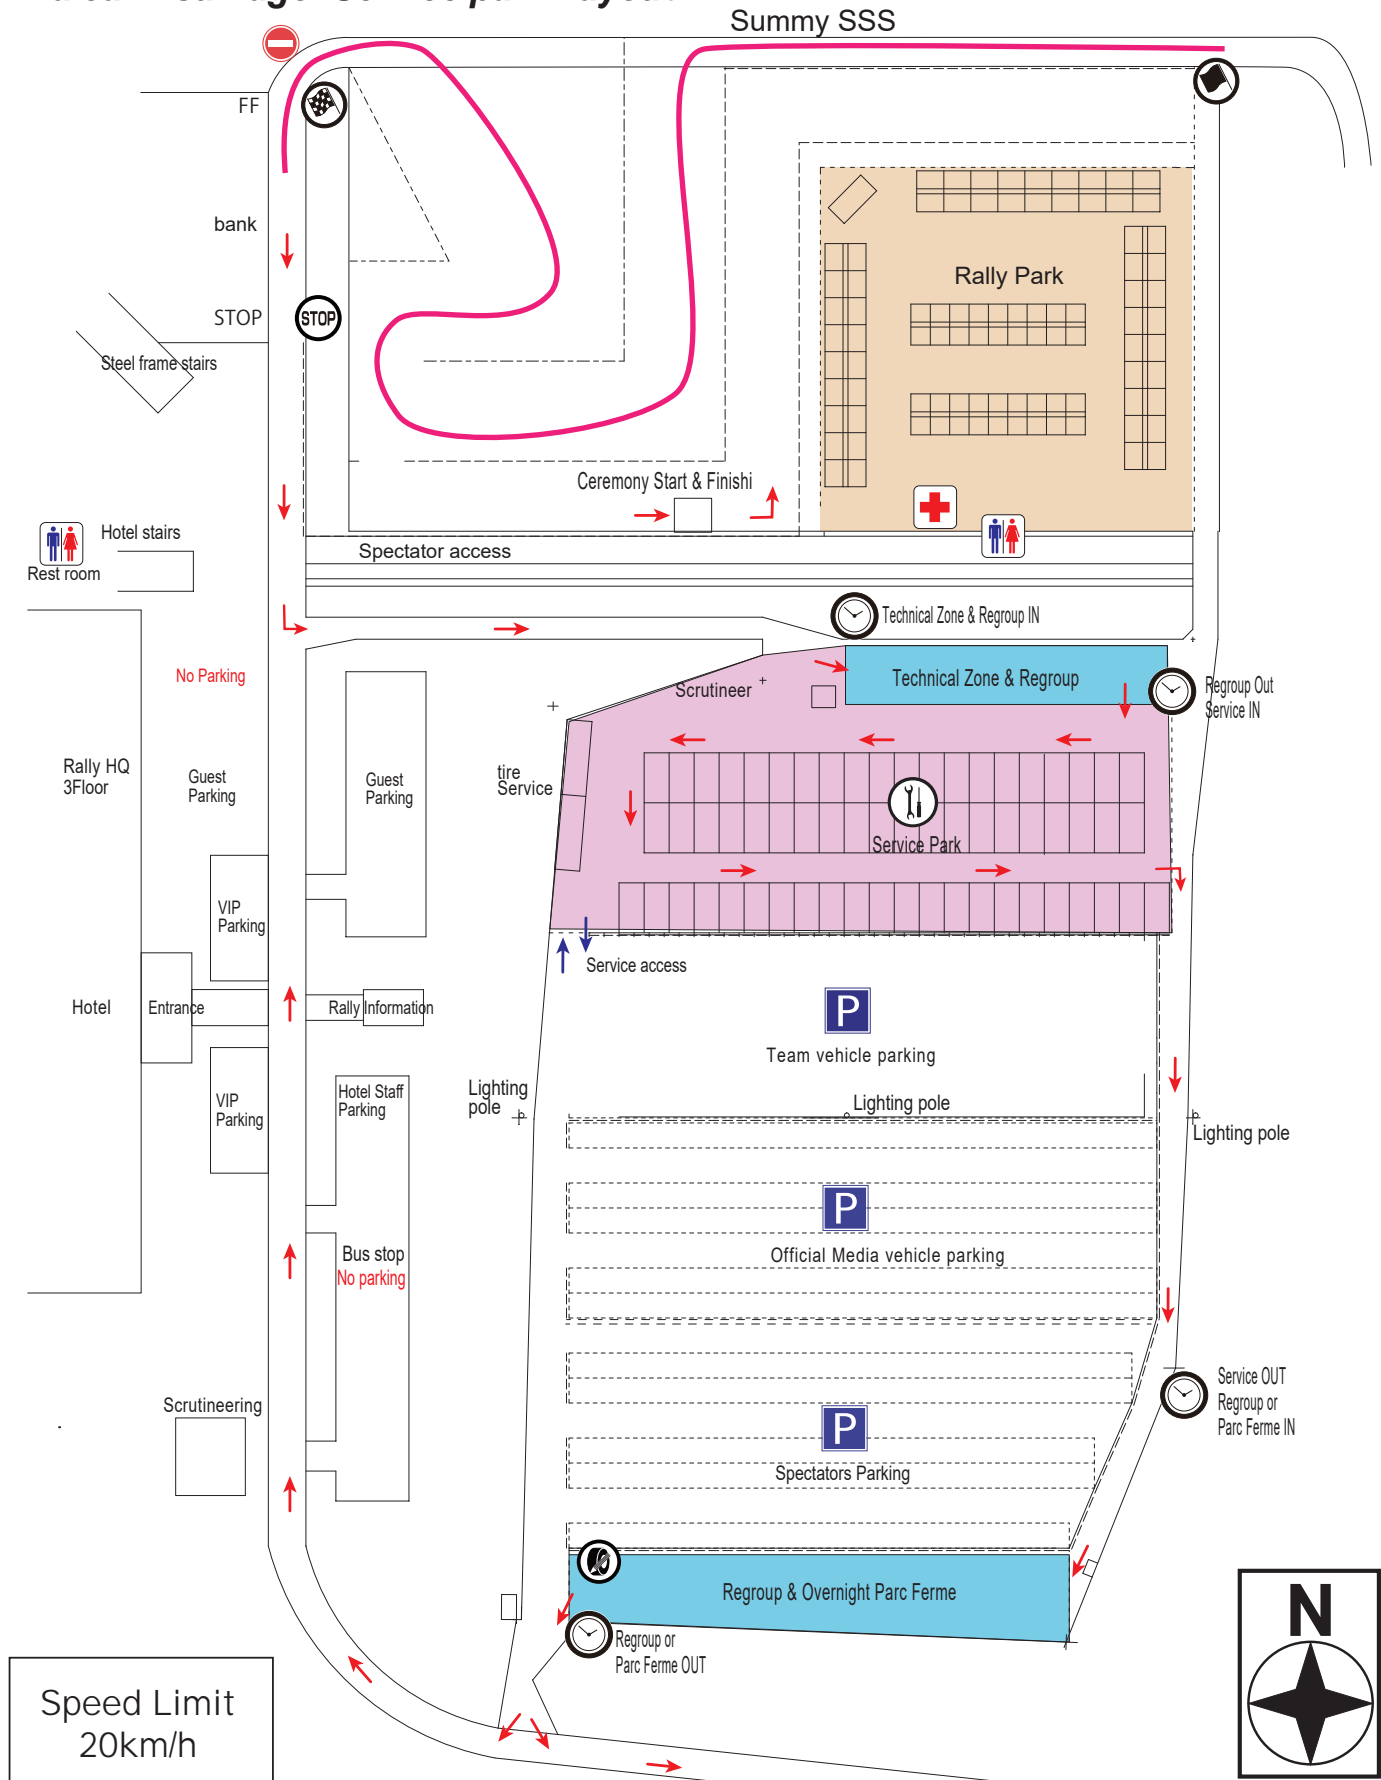 Summy SSS
FF
bank
STOP
STOP
Steel frame stairs
Rally Park
Ceremony Start & Finishi
Hotel stairs
Rest room
Spectator access
Technical Zone & Regroup IN
No Parking
Scrutineer
Technical Zone & Regroup
Regroup Out
Service IN
Rally HQ
3Floor
Guest
Parking
Guest
Parking
tire
Service
Service Park
VIP
Parking
Service access
Hotel
Entrance
Rally Information
P
Team vehicle parking
VIP
Parking
Hotel Staff
Parking
Lighting
pole
Lighting pole
Lighting pole
P
Official Media vehicle parking
Bus stop
No parking
Scrutineering
Service OUT
Regroup or
Parc Ferme IN
P
Spectators Parking
Regroup & Overnight Parc Ferme
Regroup or
Parc Ferme OUT
N
Speed Limit
20km/h